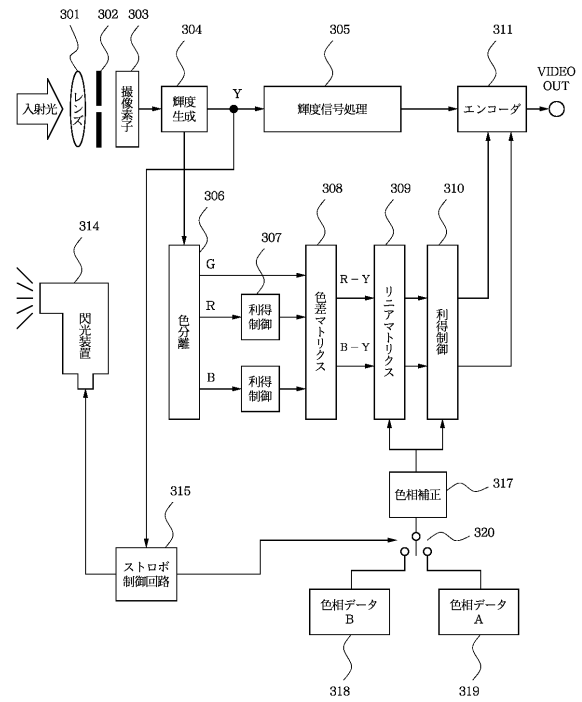 301
302
303
304
305
311
入射光
レンズ
撮像素子
輝度
生成
Y
輝度信号処理
エンコーダ
VIDEO
OUT
306
307
308
309
310
314
閃光装置
色分離
G
R
B
利得
制御
利得
制御
色差マトリクス
R－Y
B－Y
リニアマトリクス
利得制御
315
ストロボ
制御回路
色相補正
317
320
色相データ
B
色相データ
A
318
319